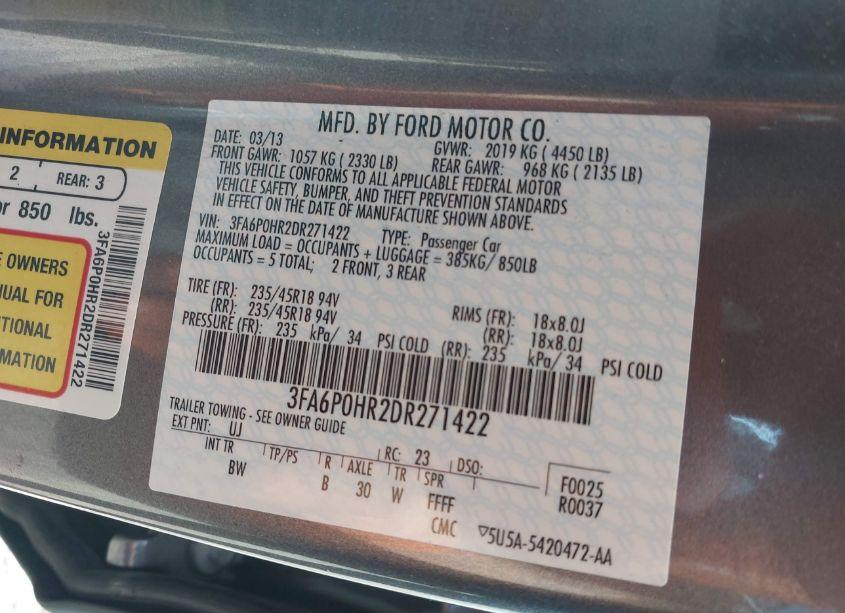 INFORMATION
2 REAR: 3
or 850 lbs.
3FA6P0HR2DR271422
E OWNERS
NUAL FOR
ITIONAL
RMATION
MFD. BY FORD MOTOR CO.
DATE: 03/13 GVWR: 2019 KG ( 4450 LB)
FRONT GAWR: 1057 KG ( 2330 LB) REAR GAWR: 968 KG ( 2135 LB)
THIS VEHICLE CONFORMS TO ALL APPLICABLE FEDERAL MOTOR
VEHICLE SAFETY, BUMPER, AND THEFT PREVENTION STANDARDS
IN EFFECT ON THE DATE OF MANUFACTURE SHOWN ABOVE.
VIN: 3FA6P0HR2DR271422 TYPE: Passenger Car
MAXIMUM LOAD = OCCUPANTS + LUGGAGE = 385KG/ 850LB
OCCUPANTS = 5 TOTAL; 2 FRONT, 3 REAR
TIRE (FR): 235/45R18 94V RIMS (FR): 18x8.0J
(RR): 235/45R18 94V (RR): 18x8.0J
PRESSURE (FR): 235 kPa/ 34 PSI COLD (RR): 235 kPa/ 34 PSI COLD
3FA6P0HR2DR271422
TRAILER TOWING - SEE OWNER GUIDE
EXT PNT: UJ RC: 23 DSO:
INT TR TP/PS R AXLE TR SPR F0025
BW B 30 W FFFF R0037
CMC ▽5U5A-5420472-AA